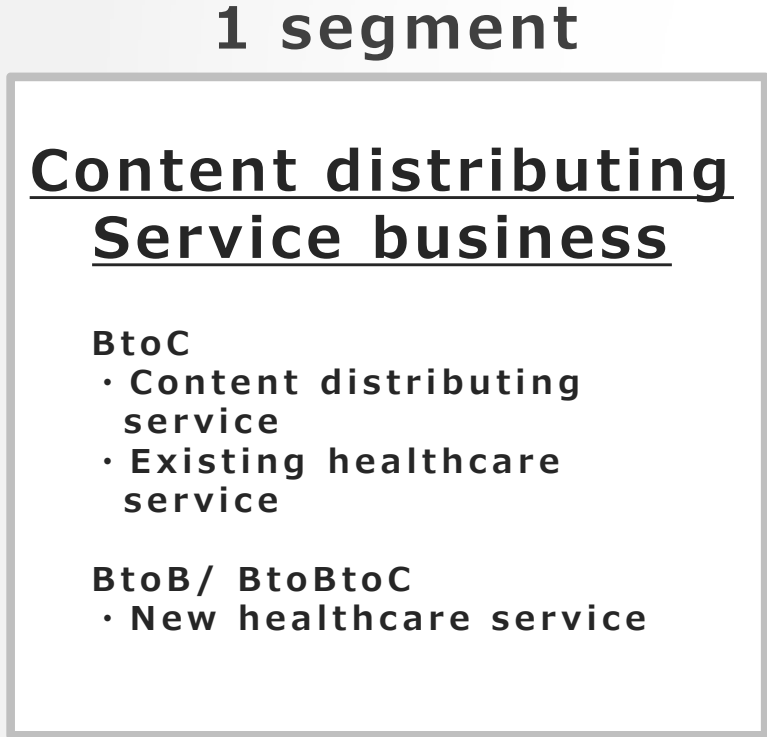 1 segment
Content distributing
Service business
BtoC
・Content distributing
service
・Existing healthcare
service
BtoB/ BtoBtoC
・New healthcare service